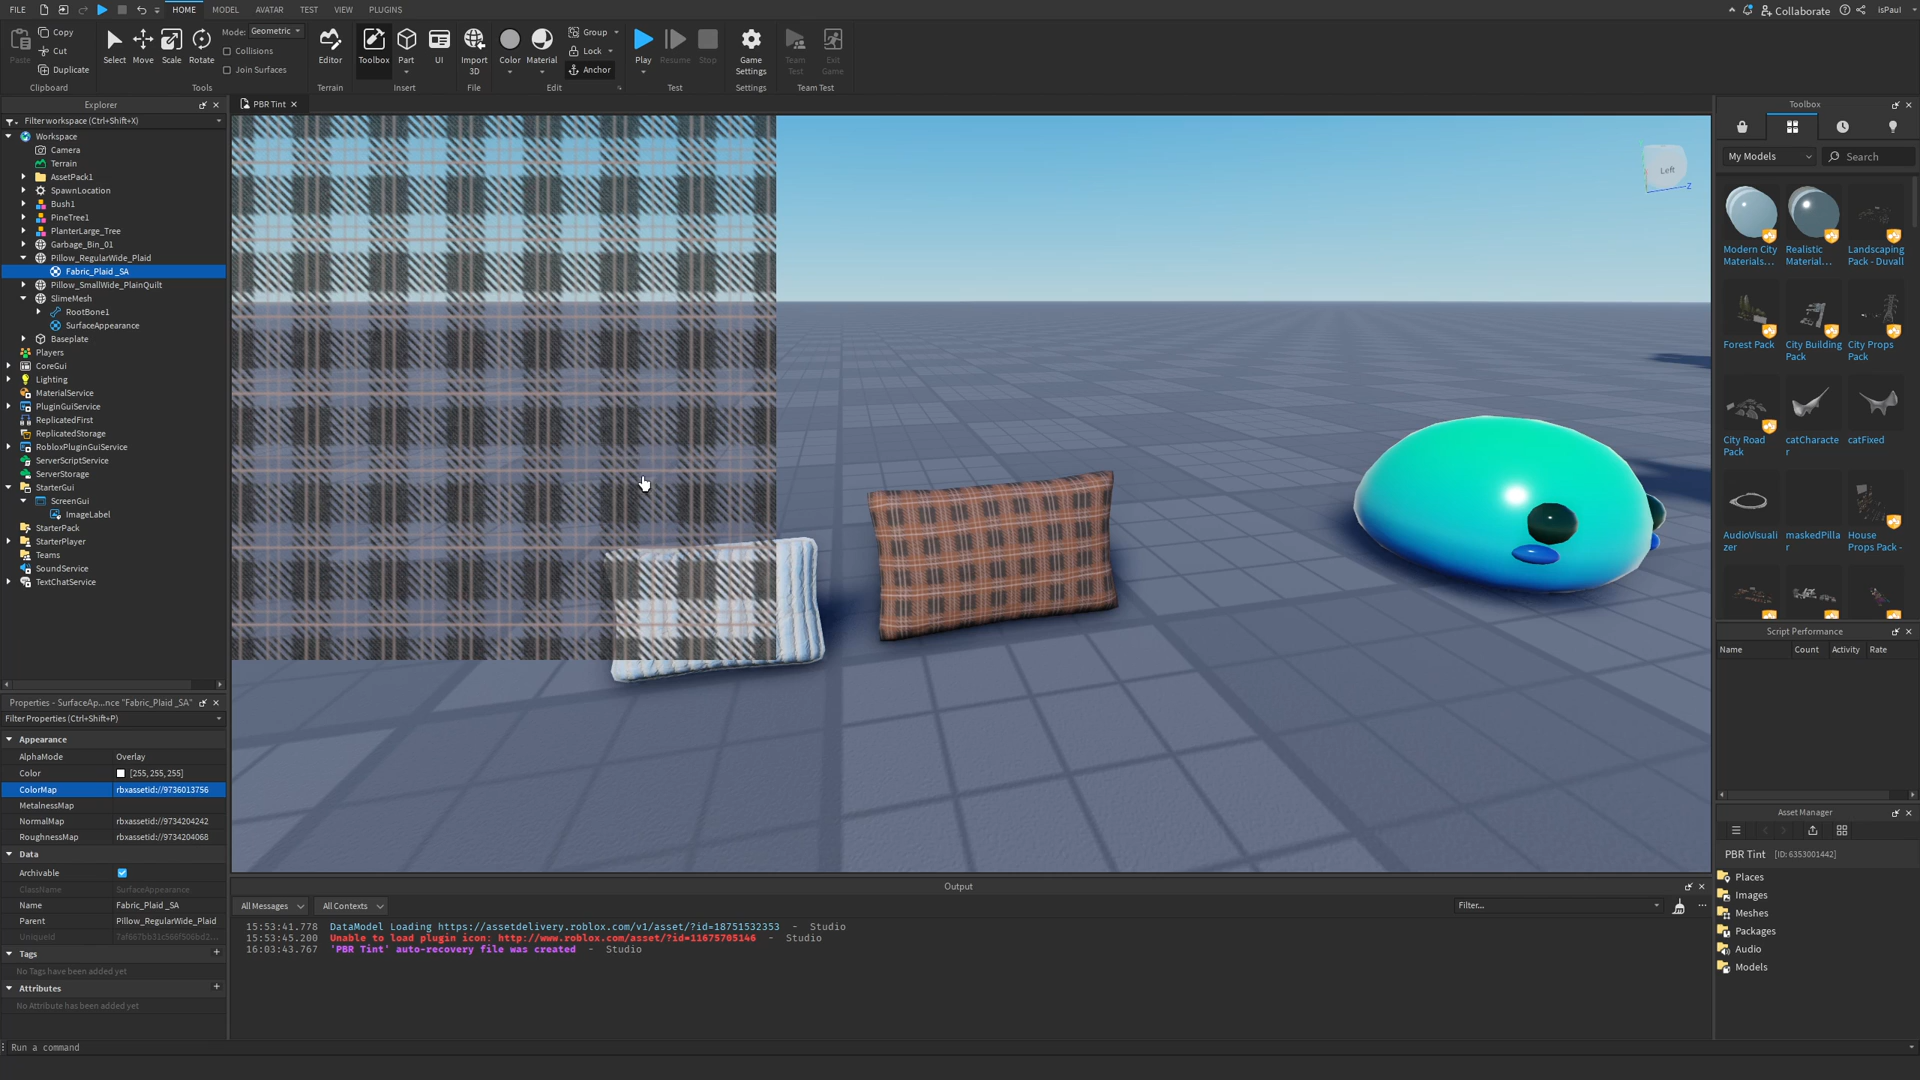 FILE HOME MODEL AVATAR TEST VIEW PLUGINS Collaborate isPaul
Paste Copy Cut Duplicate Clipboard
Select Move Scale Rotate Mode: Geometric Collisions Join Surfaces Tools
Editor Terrain
Toolbox Part UI Insert
Import 3D File
Color Material Group Lock Anchor Edit
Play Resume Stop Test
Game Settings Settings
Team Test Exit Game Team Test
Explorer
Filter workspace (Ctrl+Shift+X)
Workspace
Camera
Terrain
AssetPack1
SpawnLocation
Bush1
PineTree1
PlanterLarge_Tree
Garbage_Bin_01
Pillow_RegularWide_Plaid
Fabric_Plaid _SA
Pillow_SmallWide_PlainQuilt
SlimeMesh
RootBone1
SurfaceAppearance
Baseplate
Players
CoreGui
Lighting
MaterialService
PluginGuiService
ReplicatedFirst
ReplicatedStorage
RobloxPluginGuiService
ServerScriptService
ServerStorage
StarterGui
ScreenGui
ImageLabel
StarterPack
StarterPlayer
Teams
SoundService
TextChatService
Properties - SurfaceAp...nce "Fabric_Plaid _SA"
Filter Properties (Ctrl+Shift+P)
Appearance
AlphaMode Overlay
Color [255, 255, 255]
ColorMap rbxassetid://9736013756
MetalnessMap
NormalMap rbxassetid://9734204242
RoughnessMap rbxassetid://9734204068
Data
Archivable
ClassName SurfaceAppearance
Name Fabric_Plaid _SA
Parent Pillow_RegularWide_Plaid
UniqueId
Tags +
No Tags have been added yet
Attributes +
No Attribute has been added yet
PBR Tint
Left
Z
Output
All Messages All Contexts Filter...
15:53:41.778 DataModel Loading https://assetdelivery.roblox.com/v1/asset/?id=18751532353 - Studio
15:53:45.200 Unable to load plugin icon: http://www.roblox.com/asset/?id=11675705146 - Studio
16:03:43.767 'PBR Tint' auto-recovery file was created - Studio
Toolbox
My Models Search
Modern City Materials...
Realistic Material...
Landscaping Pack - Duvall
Forest Pack
City Building Pack
City Props Pack
City Road Pack
catCharacter
catFixed
AudioVisualizer
maskedPillar
House Props Pack -
Script Performance
Name Count Activity Rate
Asset Manager
PBR Tint [ID: 6353001442]
Places
Images
Meshes
Packages
Audio
Models
Run a command